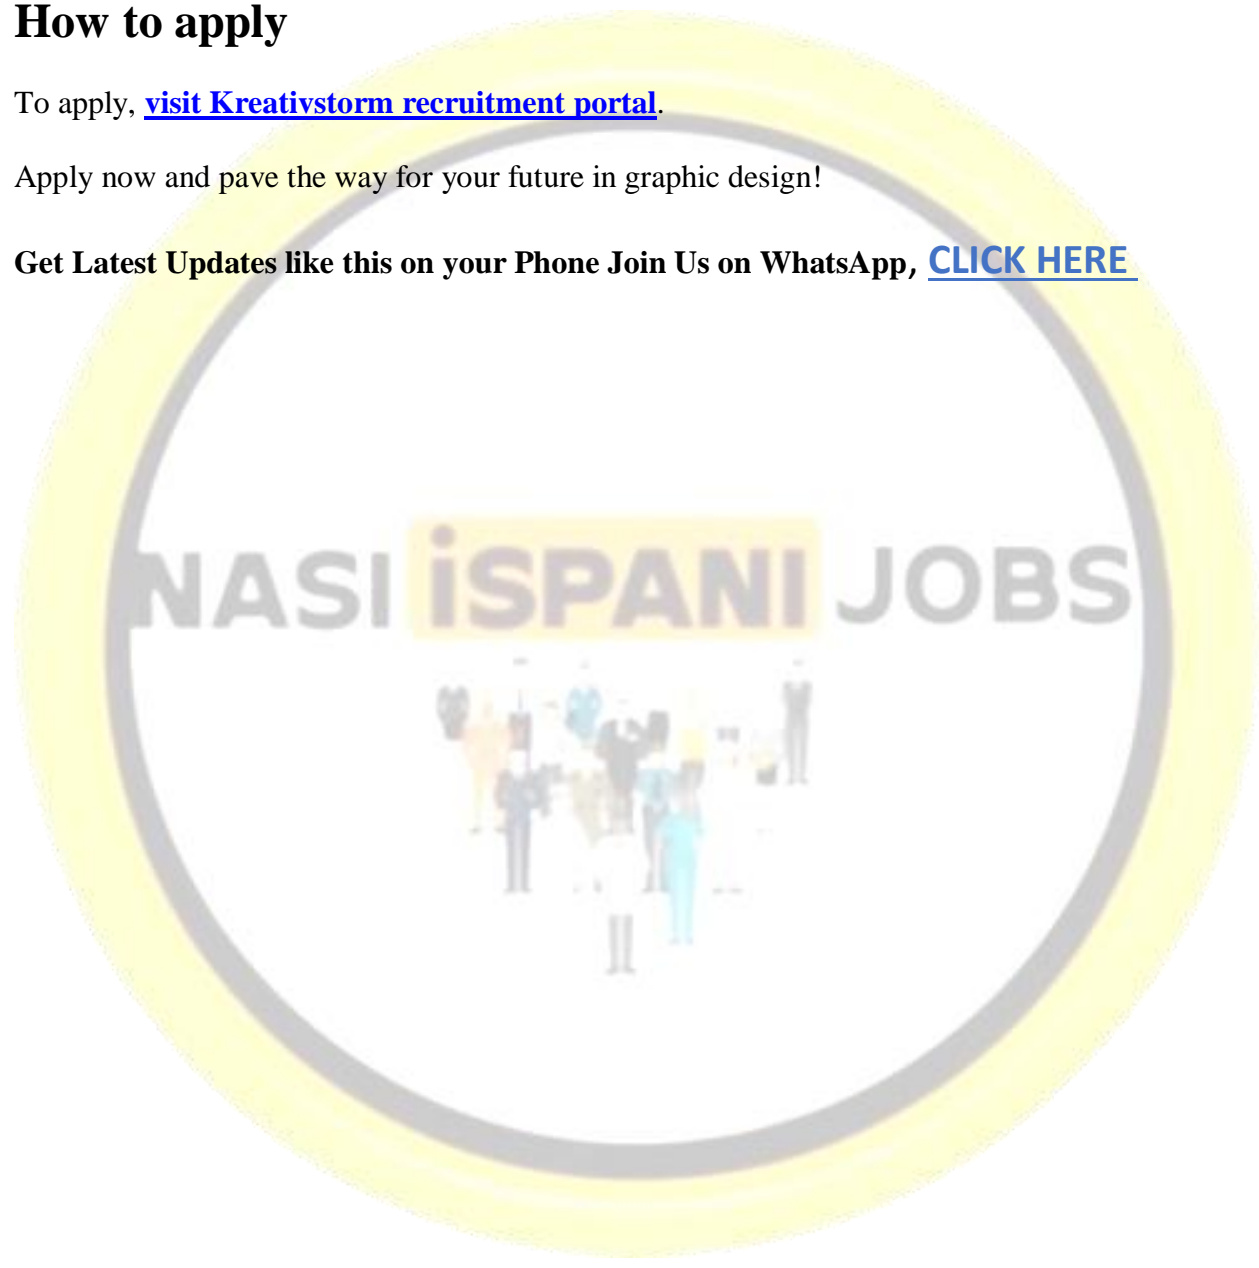 How to apply
To apply, visit Kreativstorm recruitment portal.
Apply now and pave the way for your future in graphic design!
Get Latest Updates like this on your Phone Join Us on WhatsApp, CLICK HERE
NASI iSPANI JOBS